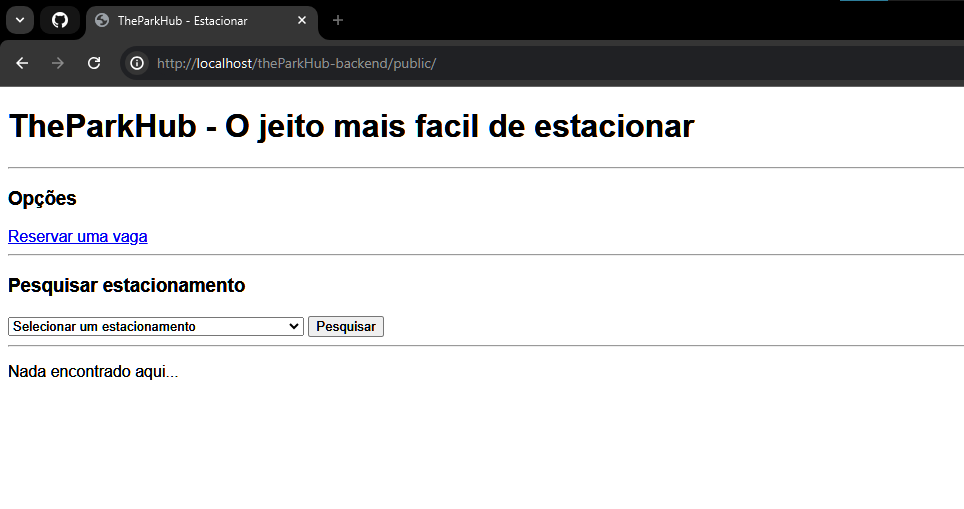 TheParkHub - Estacionar
http://localhost/theParkHub-backend/public/
TheParkHub - O jeito mais facil de estacionar
Opções
Reservar uma vaga
Pesquisar estacionamento
Selecionar um estacionamento Pesquisar
Nada encontrado aqui...